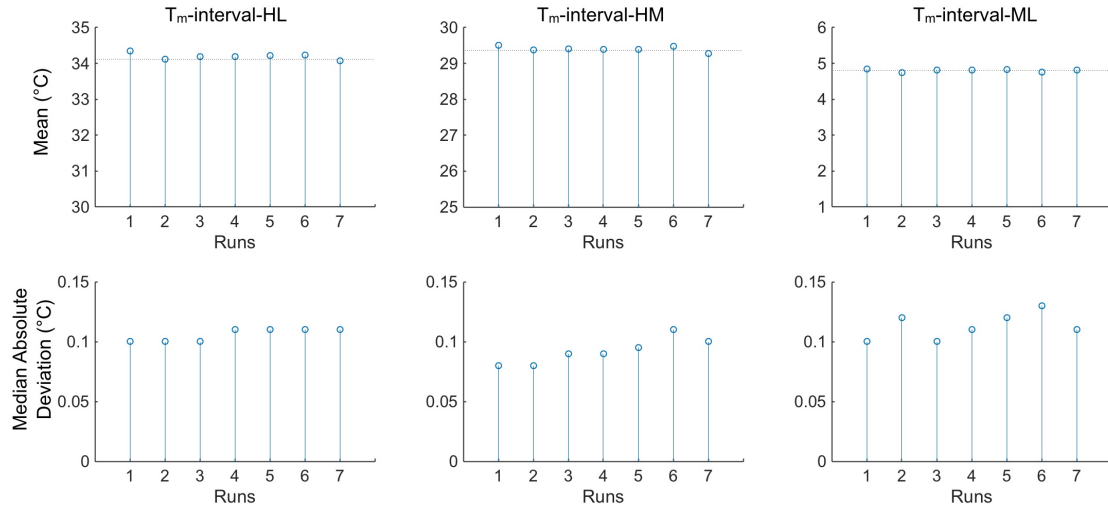 Tm-interval-HL
Mean (°C)
35
34
33
32
31
30
1 2 3 4 5 6 7
Runs
Tm-interval-HM
30
29
28
27
26
25
1 2 3 4 5 6 7
Runs
Tm-interval-ML
6
5
4
3
2
1
1 2 3 4 5 6 7
Runs
Median Absolute
Deviation (°C)
0.15
0.1
0.05
0
1 2 3 4 5 6 7
Runs
0.15
0.1
0.05
0
1 2 3 4 5 6 7
Runs
0.15
0.1
0.05
0
1 2 3 4 5 6 7
Runs